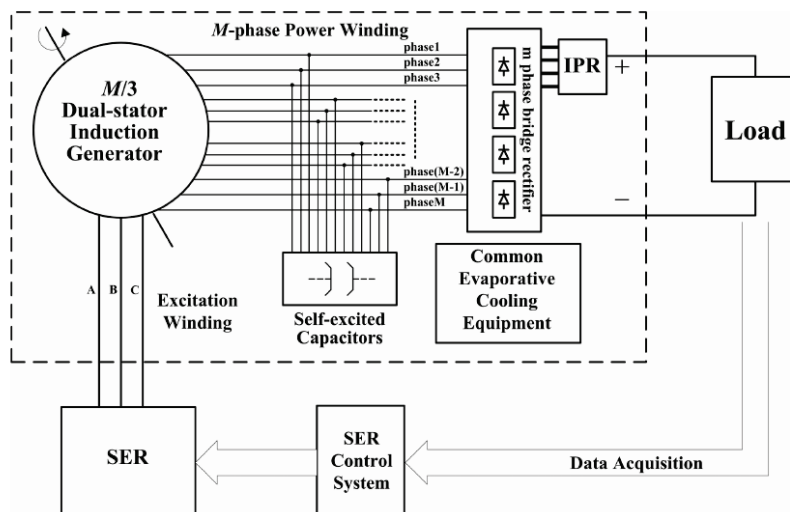 M-phase Power Winding
M/3
Dual-stator
Induction
Generator
phase1
phase2
phase3
phase(M-2)
phase(M-1)
phaseM
m phase bridge rectifier
IPR
+
−
Load
A
B
C
Excitation
Winding
Self-excited
Capacitors
Common
Evaporative
Cooling
Equipment
SER
SER
Control
System
Data Acquisition